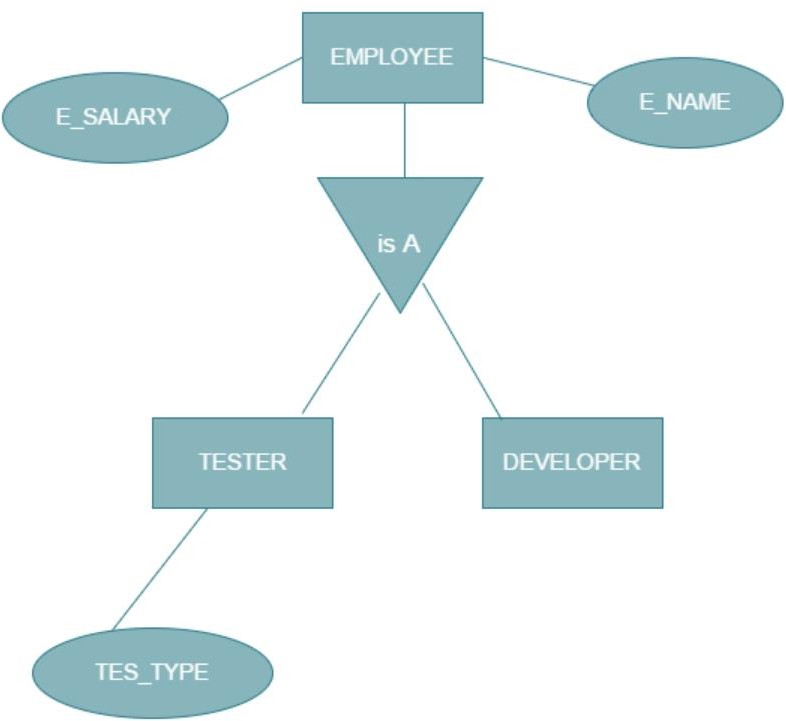 EMPLOYEE
E_SALARY
E_NAME
is A
TESTER
DEVELOPER
TES_TYPE